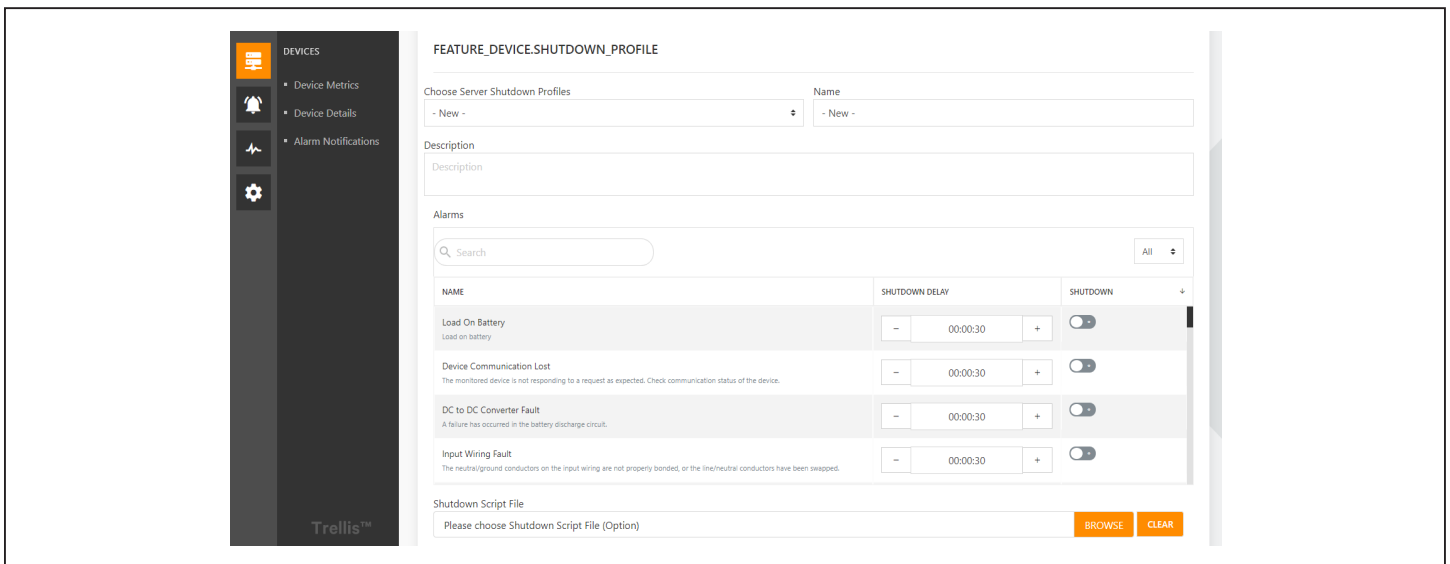 DEVICES
Device Metrics
Device Details
Alarm Notifications
Trellis™
FEATURE_DEVICE.SHUTDOWN_PROFILE
Choose Server Shutdown Profiles
Name
- New -
- New -
Description
Description
Alarms
Search
All
NAME
SHUTDOWN DELAY
SHUTDOWN
Load On Battery
Load on battery
- 00:00:30 +
Device Communication Lost
The monitored device is not responding to a request as expected. Check communication status of the device.
- 00:00:30 +
DC to DC Converter Fault
A failure has occurred in the battery discharge circuit.
- 00:00:30 +
Input Wiring Fault
The neutral/ground conductors on the input wiring are not properly bonded, or the line/neutral conductors have been swapped.
- 00:00:30 +
Shutdown Script File
Please choose Shutdown Script File (Option)
BROWSE
CLEAR